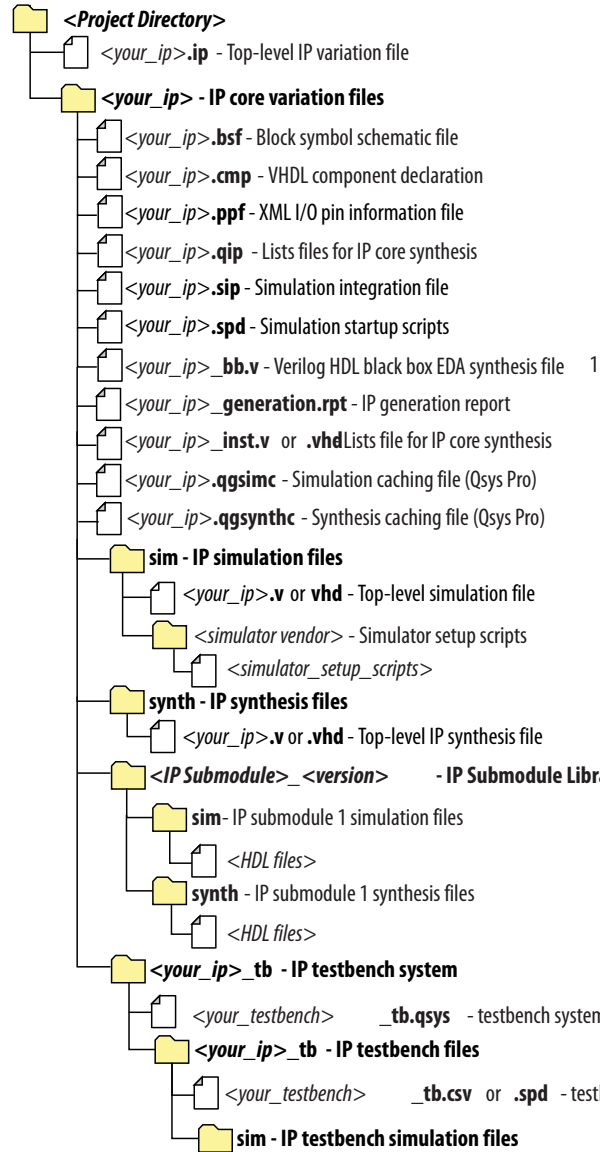 <Project Directory>
<your_ip>.ip - Top-level IP variation file
<your_ip> - IP core variation files
<your_ip>.bsf - Block symbol schematic file
<your_ip>.cmp - VHDL component declaration
<your_ip>.ppf - XML I/O pin information file
<your_ip>.qip - Lists files for IP core synthesis
<your_ip>.sip - Simulation integration file
<your_ip>.spd - Simulation startup scripts
<your_ip>_bb.v - Verilog HDL black box EDA synthesis file 1
<your_ip>_generation.rpt - IP generation report
<your_ip>_inst.v or .vhdLists file for IP core synthesis
<your_ip>.qgsimc - Simulation caching file (Qsys Pro)
<your_ip>.qgsynthc - Synthesis caching file (Qsys Pro)
sim - IP simulation files
<your_ip>.v or vhd - Top-level simulation file
<simulator vendor> - Simulator setup scripts
<simulator_setup_scripts>
synth - IP synthesis files
<your_ip>.v or .vhd - Top-level IP synthesis file
<IP Submodule>_<version> - IP Submodule
sim- IP submodule 1 simulation files
<HDL files>
synth - IP submodule 1 synthesis files
<HDL files>
<your_ip>_tb - IP testbench system
<your_testbench> _tb.qsys - testbench system
<your_ip>_tb - IP testbench files
<your_testbench> _tb.csv or .spd -
sim - IP testbench simulation files